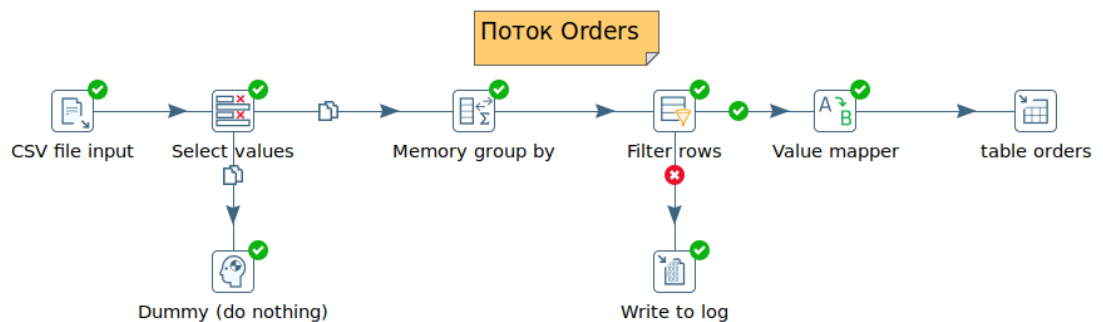 Поток Orders
CSV file input
Select values
Memory group by
Filter rows
Value mapper
table orders
Dummy (do nothing)
Write to log